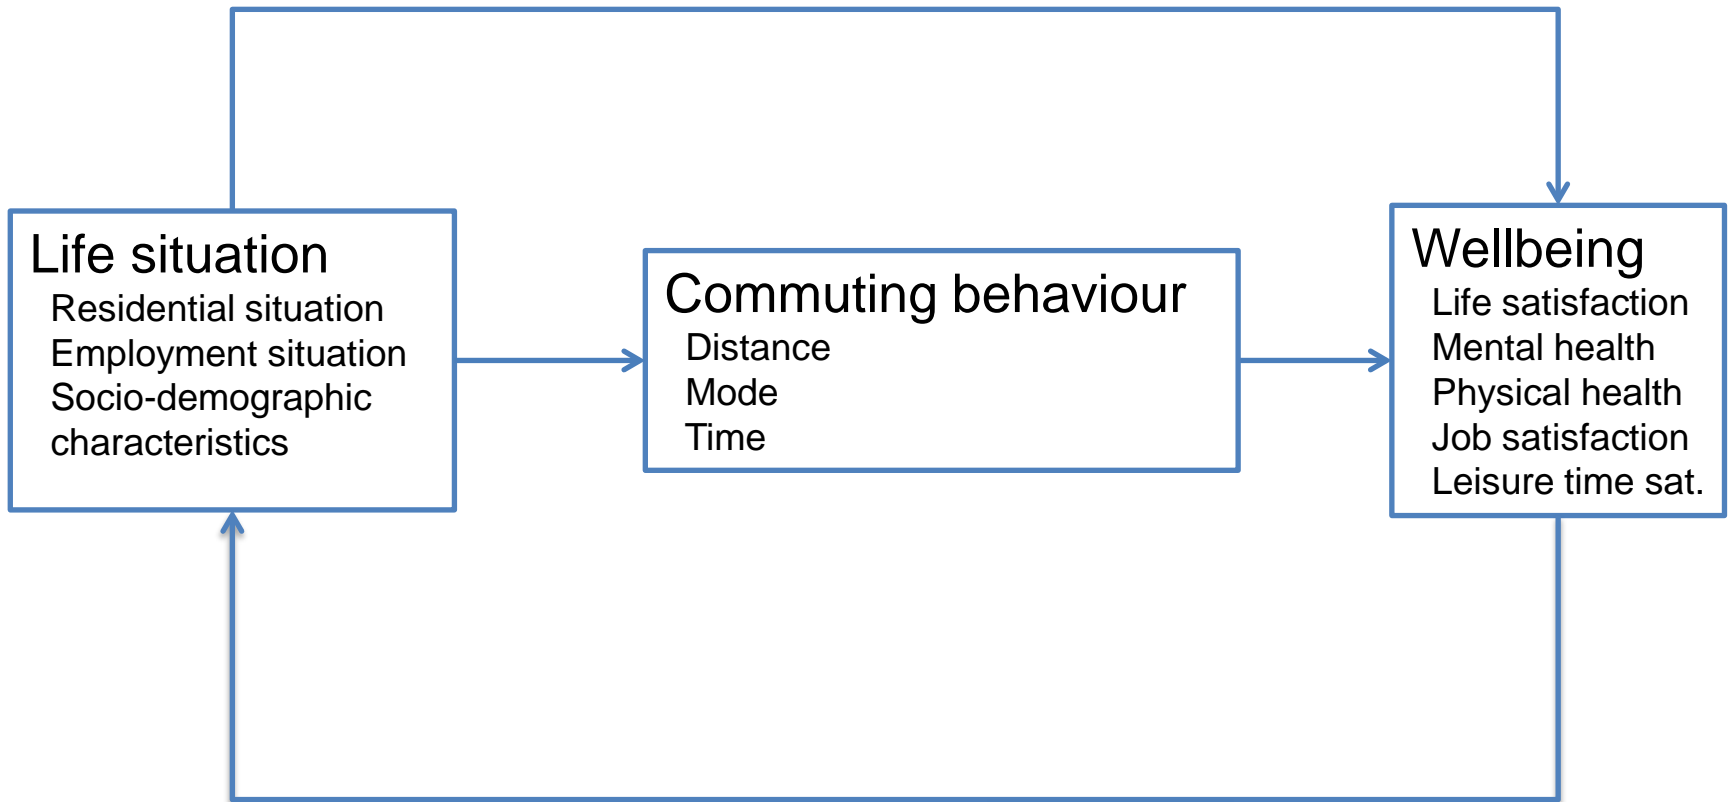 Life situation
Residential situation
Employment situation
Socio-demographic
characteristics
Commuting behaviour
Distance
Mode
Time
Wellbeing
Life satisfaction
Mental health
Physical health
Job satisfaction
Leisure time sat.